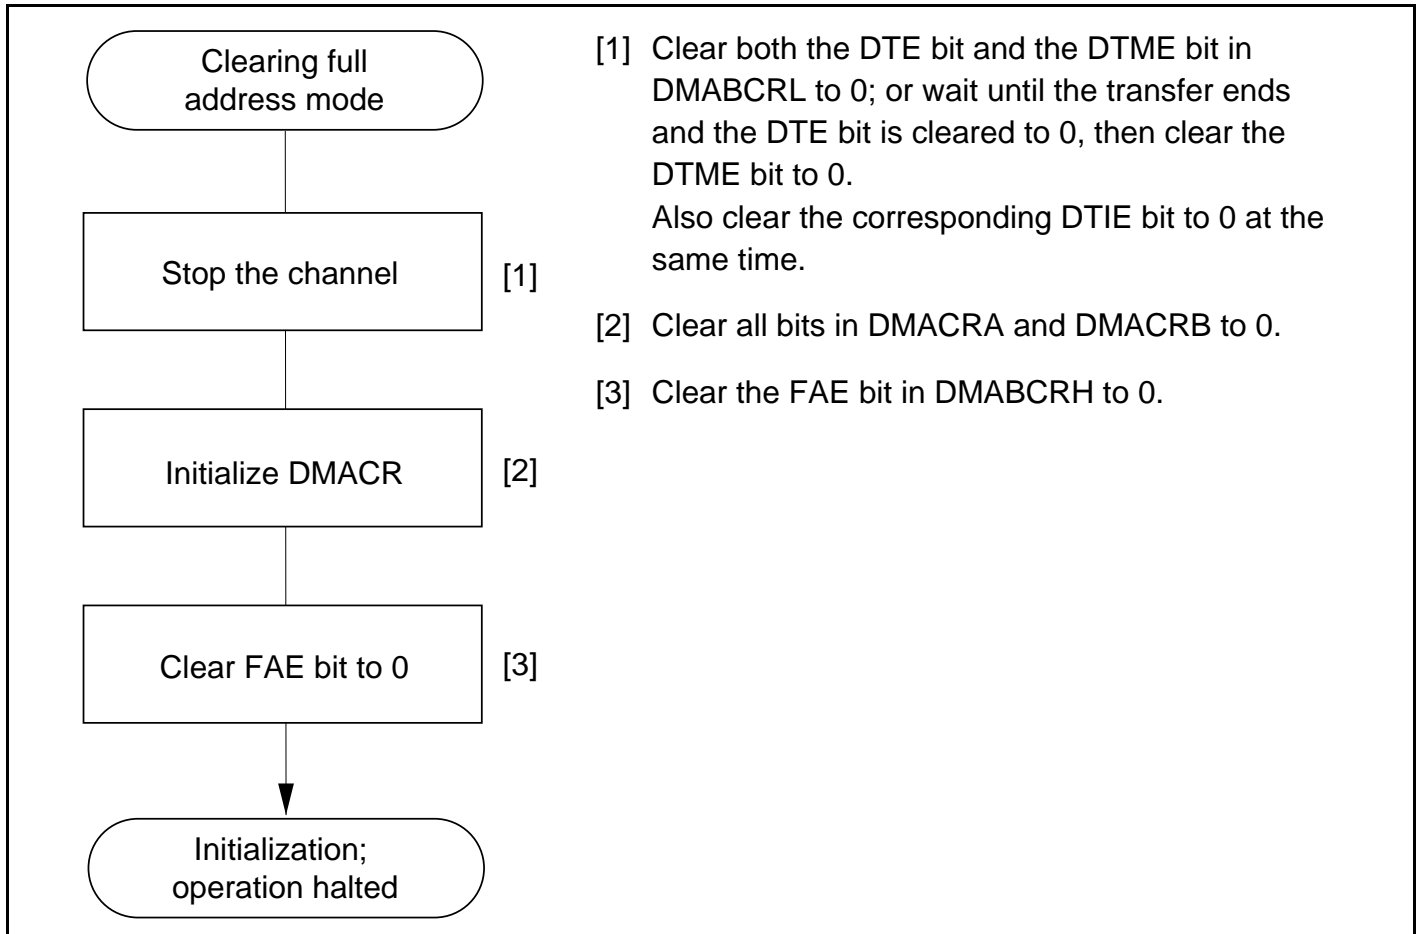 Clearing full
address mode
Stop the channel
[1]
Initialize DMACR
[2]
Clear FAE bit to 0
[3]
Initialization;
operation halted
[1] Clear both the DTE bit and the DTME bit in
DMABCRL to 0; or wait until the transfer ends
and the DTE bit is cleared to 0, then clear the
DTME bit to 0.
Also clear the corresponding DTIE bit to 0 at the
same time.
[2] Clear all bits in DMACRA and DMACRB to 0.
[3] Clear the FAE bit in DMABCRH to 0.